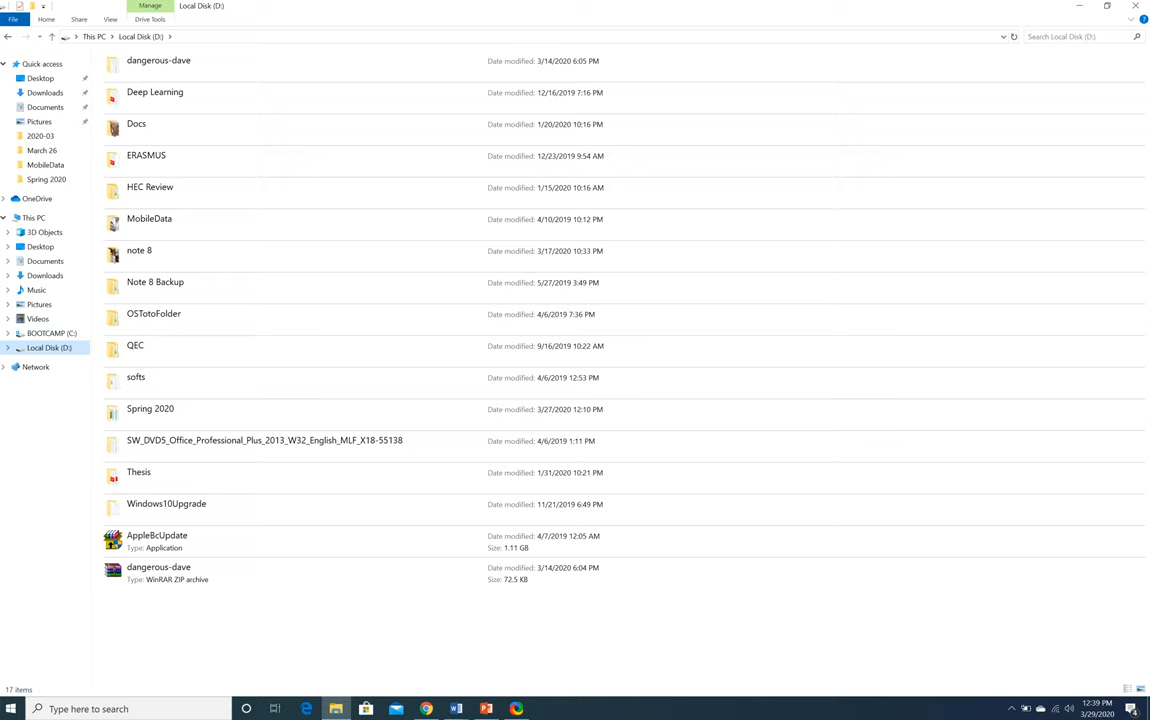 Manage
Local Disk (D:)
File
Home
Share
View
Drive Tools
This PC
Local Disk (D:)
Search Local Disk (D:)
Quick access
Desktop
Downloads
Documents
Pictures
2020-03
March 26
MobileData
Spring 2020
OneDrive
This PC
3D Objects
Desktop
Documents
Downloads
Music
Pictures
Videos
BOOTCAMP (C:)
Local Disk (D:)
Network
dangerous-dave Date modified: 3/14/2020 6:05 PM
Deep Learning Date modified: 12/16/2019 7:16 PM
Docs Date modified: 1/20/2020 10:16 PM
ERASMUS Date modified: 12/23/2019 9:54 AM
HEC Review Date modified: 1/15/2020 10:16 AM
MobileData Date modified: 4/10/2019 10:12 PM
note 8 Date modified: 3/17/2020 10:33 PM
Note 8 Backup Date modified: 5/27/2019 3:49 PM
OSTotoFolder Date modified: 4/6/2019 7:36 PM
QEC Date modified: 9/16/2019 10:22 AM
softs Date modified: 4/6/2019 12:53 PM
Spring 2020 Date modified: 3/27/2020 12:10 PM
SW_DVD5_Office_Professional_Plus_2013_W32_English_MLF_X18-55138 Date modified: 4/6/2019 1:11 PM
Thesis Date modified: 1/31/2020 10:21 PM
Windows10Upgrade Date modified: 11/21/2019 6:49 PM
AppleBcUpdate Date modified: 4/7/2019 12:05 AM
Type: Application Size: 1.11 GB
dangerous-dave Date modified: 3/14/2020 6:04 PM
Type: WinRAR ZIP archive Size: 72.5 KB
17 items
Type here to search
12:39 PM
3/29/2020
4